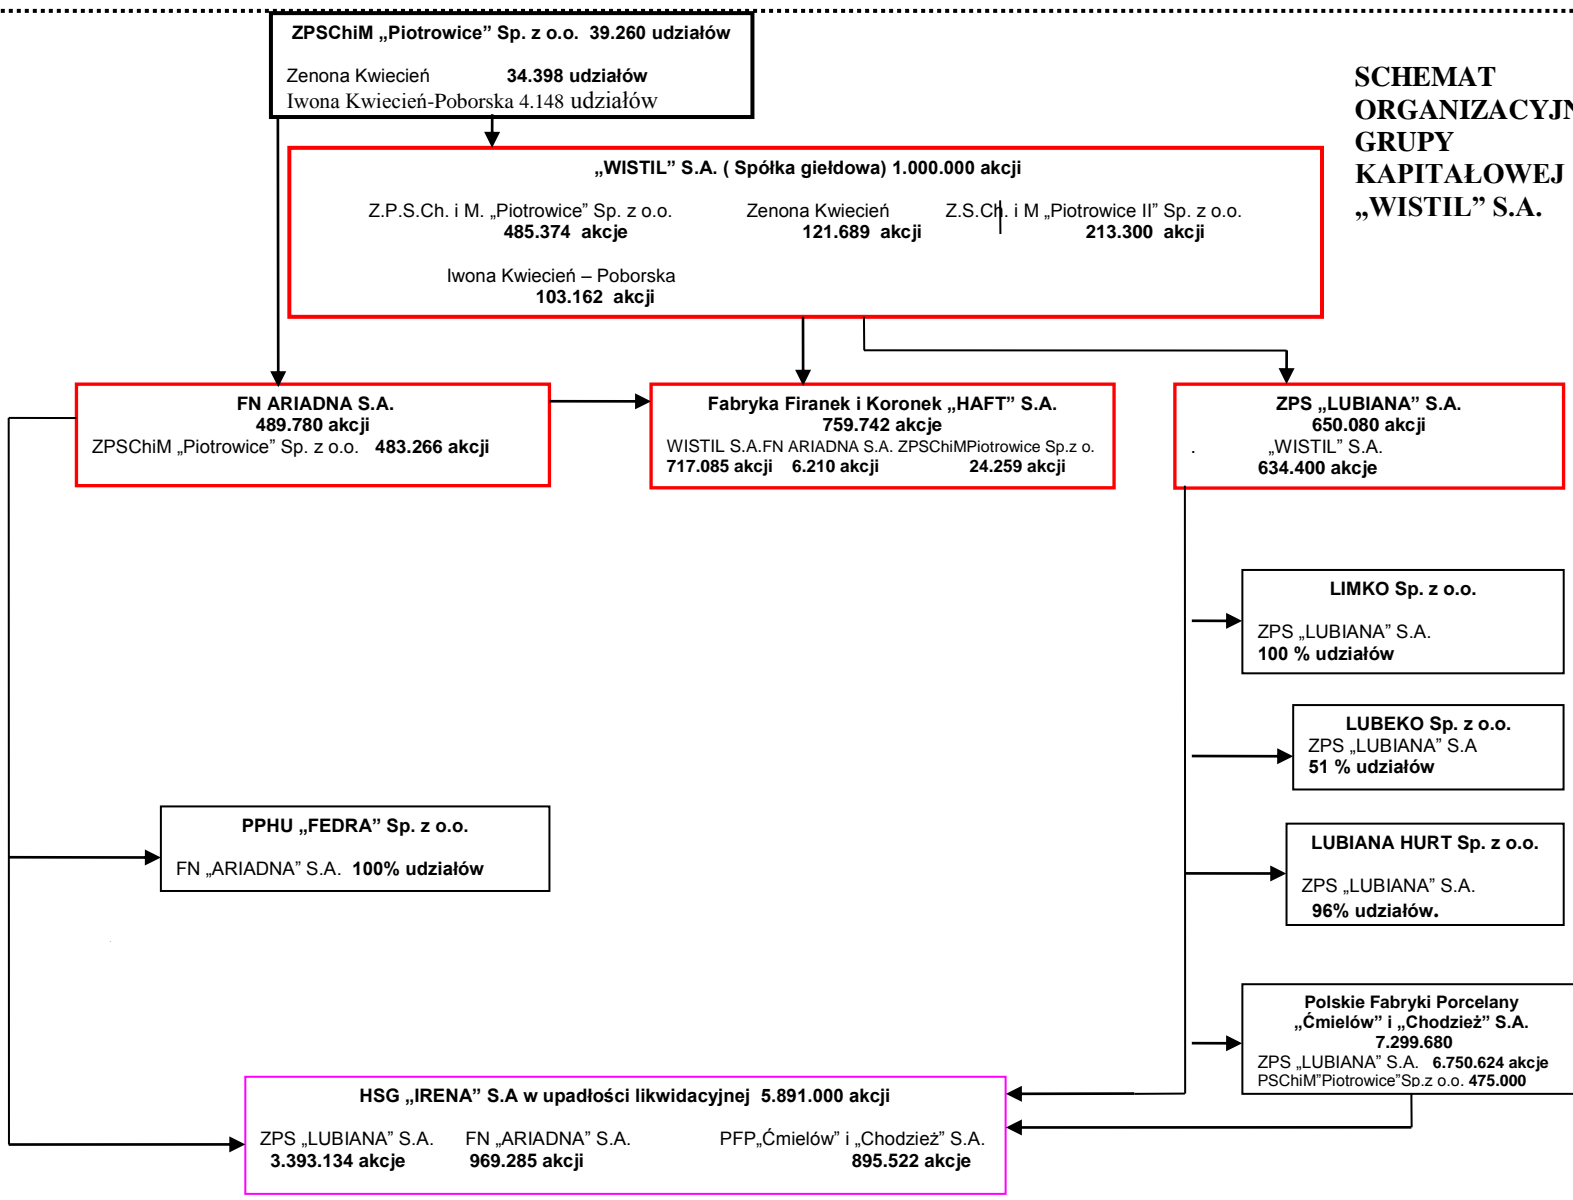 ZPSChiM „Piotrowice” Sp. z o.o. 39.260 udziałów
Zenona Kwiecień 34.398 udziałów
Iwona Kwiecień-Poborska 4.148 udziałów
SCHEMAT
ORGANIZACYJN
GRUPY
KAPITAŁOWEJ
„WISTIL” S.A.
„WISTIL” S.A. ( Spółka giełdowa) 1.000.000 akcji
Z.P.S.Ch. i M. „Piotrowice” Sp. z o.o. Zenona Kwiecień Z.S.Ch. i M „Piotrowice II” Sp. z o.o.
485.374 akcje 121.689 akcji 213.300 akcji
Iwona Kwiecień – Poborska
103.162 akcji
FN ARIADNA S.A.
489.780 akcji
ZPSChiM „Piotrowice” Sp. z o.o. 483.266 akcji
Fabryka Firanek i Koronek „HAFT” S.A.
759.742 akcje
WISTIL S.A.FN ARIADNA S.A. ZPSChiMPiotrowice Sp.z o.
717.085 akcji 6.210 akcji 24.259 akcji
ZPS „LUBIANA” S.A.
650.080 akcji
. „WISTIL” S.A.
634.400 akcje
LIMKO Sp. z o.o.
ZPS „LUBIANA” S.A.
100 % udziałów
LUBEKO Sp. z o.o.
ZPS „LUBIANA” S.A
51 % udziałów
PPHU „FEDRA” Sp. z o.o.
FN „ARIADNA” S.A. 100% udziałów
LUBIANA HURT Sp. z o.o.
ZPS „LUBIANA” S.A.
96% udziałów.
Polskie Fabryki Porcelany
„Ćmielów” i „Chodzież” S.A.
7.299.680
ZPS „LUBIANA” S.A. 6.750.624 akcje
PSChiM”Piotrowice”Sp.z o.o. 475.000
HSG „IRENA” S.A w upadłości likwidacyjnej 5.891.000 akcji
ZPS „LUBIANA” S.A. FN „ARIADNA” S.A. PFP„Ćmielów” i „Chodzież” S.A.
3.393.134 akcje 969.285 akcji 895.522 akcje